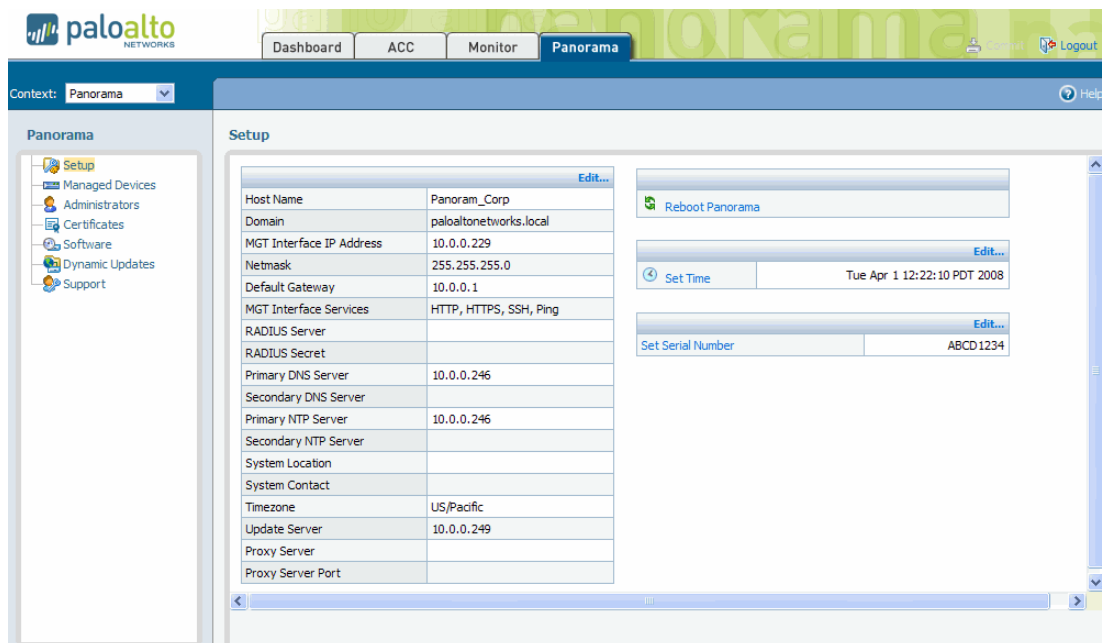 paloalto
NETWORKS
panorama
Dashboard
ACC
Monitor
Panorama
Logout
Context: Panorama
Help
Panorama
Setup
Managed Devices
Administrators
Certificates
Software
Dynamic Updates
Support
Setup
Edit...
Host Name Panoram_Corp
Domain paloaltonetworks.local
MGT Interface IP Address 10.0.0.229
Netmask 255.255.255.0
Default Gateway 10.0.0.1
MGT Interface Services HTTP, HTTPS, SSH, Ping
RADIUS Server
RADIUS Secret
Primary DNS Server 10.0.0.246
Secondary DNS Server
Primary NTP Server 10.0.0.246
Secondary NTP Server
System Location
System Contact
Timezone US/Pacific
Update Server 10.0.0.249
Proxy Server
Proxy Server Port
Reboot Panorama
Edit...
Set Time Tue Apr 1 12:22:10 PDT 2008
Edit...
Set Serial Number ABCD1234